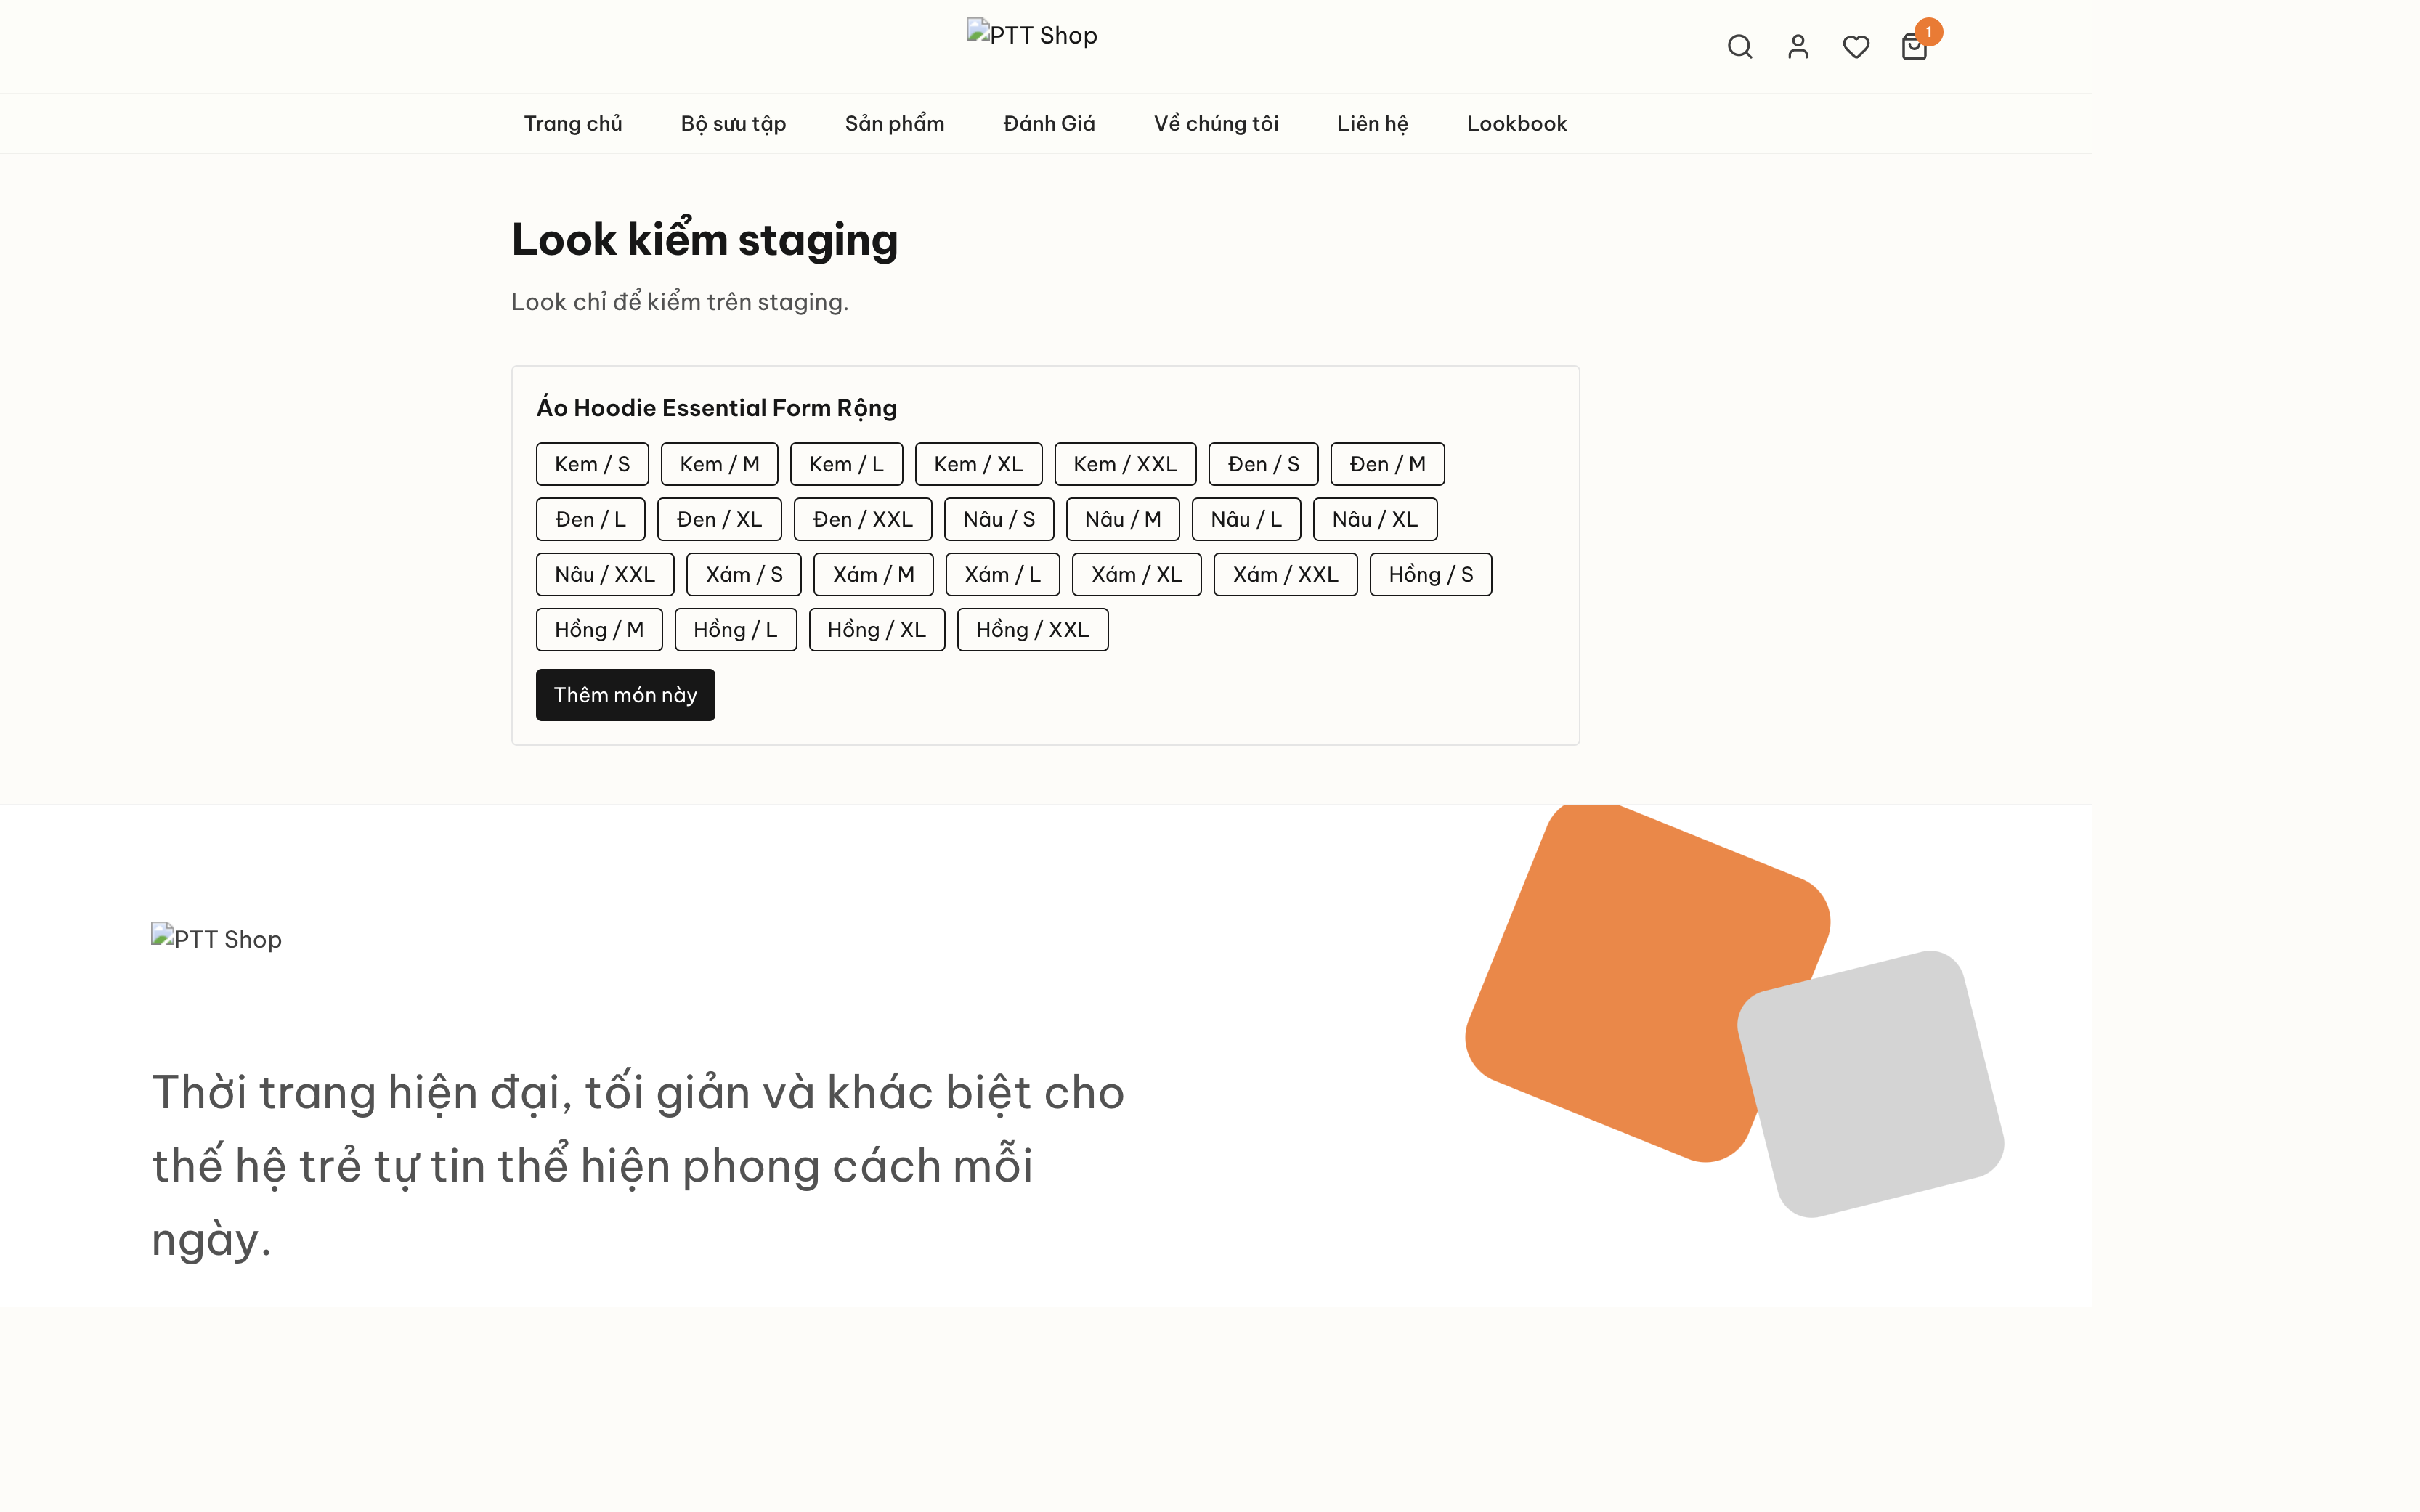 PTT Shop
1
Trang chủ Bộ sưu tập Sản phẩm Đánh Giá Về chúng tôi Liên hệ Lookbook
Look kiểm staging
Look chỉ để kiểm trên staging.
Áo Hoodie Essential Form Rộng
Kem / S Kem / M Kem / L Kem / XL Kem / XXL Đen / S Đen / M
Đen / L Đen / XL Đen / XXL Nâu / S Nâu / M Nâu / L Nâu / XL
Nâu / XXL Xám / S Xám / M Xám / L Xám / XL Xám / XXL Hồng / S
Hồng / M Hồng / L Hồng / XL Hồng / XXL
Thêm món này
PTT Shop
Thời trang hiện đại, tối giản và khác biệt cho
thế hệ trẻ tự tin thể hiện phong cách mỗi
ngày.